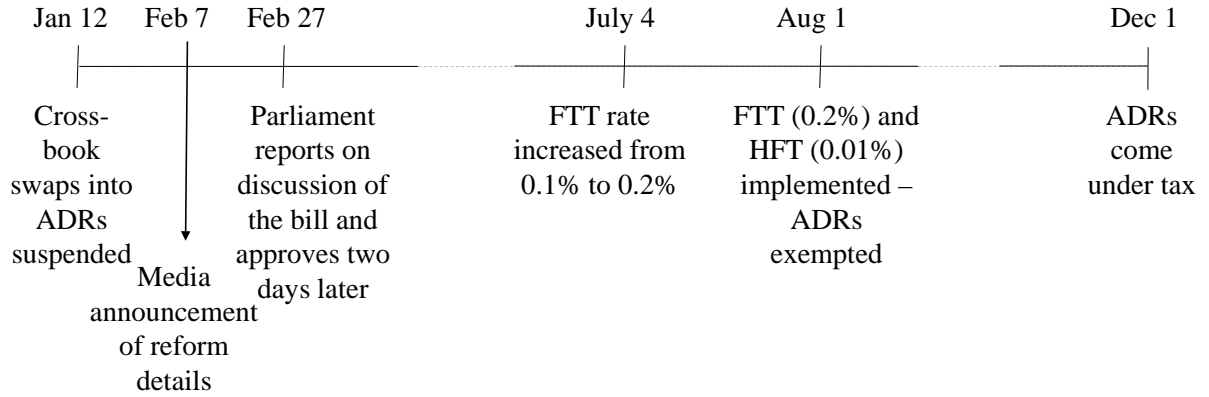 Jan 12
Feb 7
Feb 27
July 4
Aug 1
Dec 1
Cross-
book
swaps into
ADRs
suspended
Media
announcement
of reform
details
Parliament
reports on
discussion of
the bill and
approves two
days later
FTT rate
increased from
0.1% to 0.2%
FTT (0.2%) and
HFT (0.01%)
implemented –
ADRs
exempted
ADRs
come
under tax